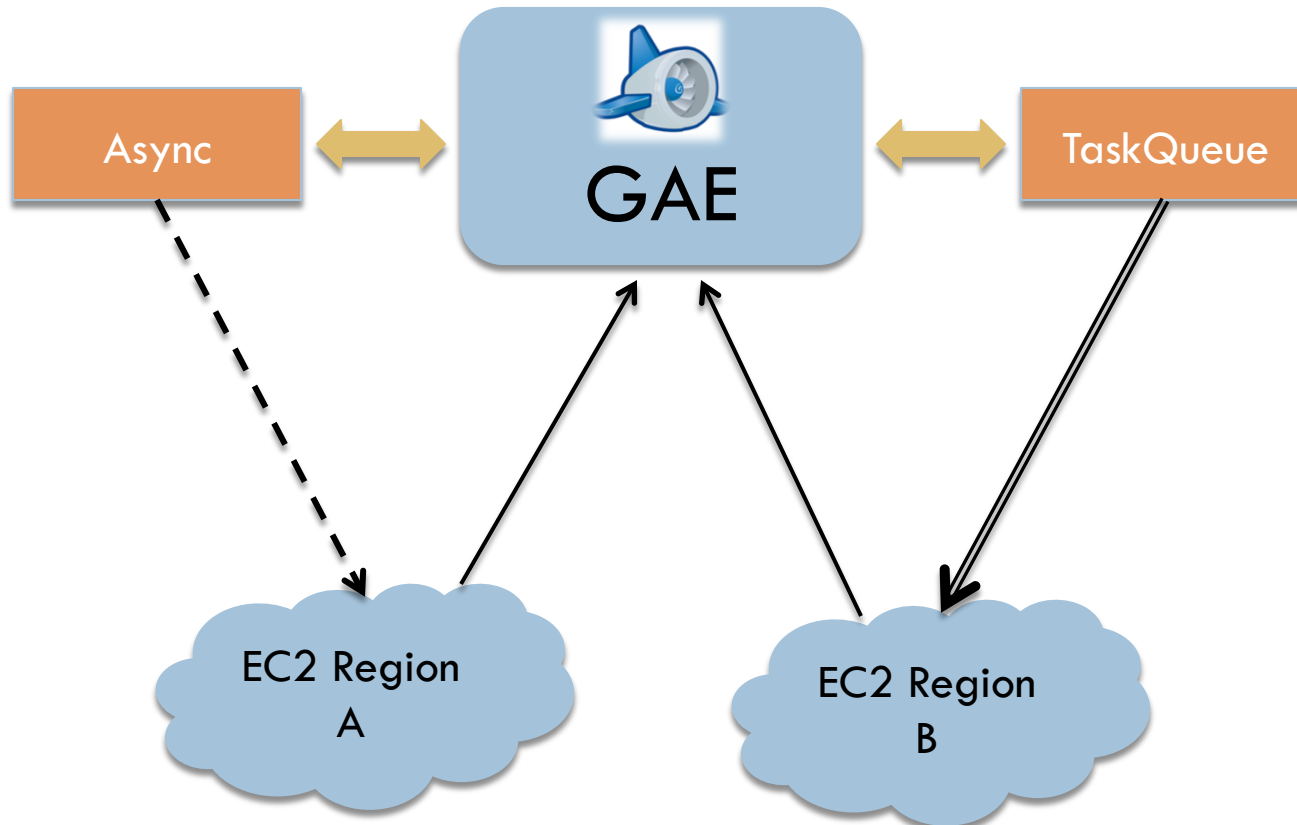 Async
GAE
TaskQueue
EC2 Region
A
EC2 Region
B